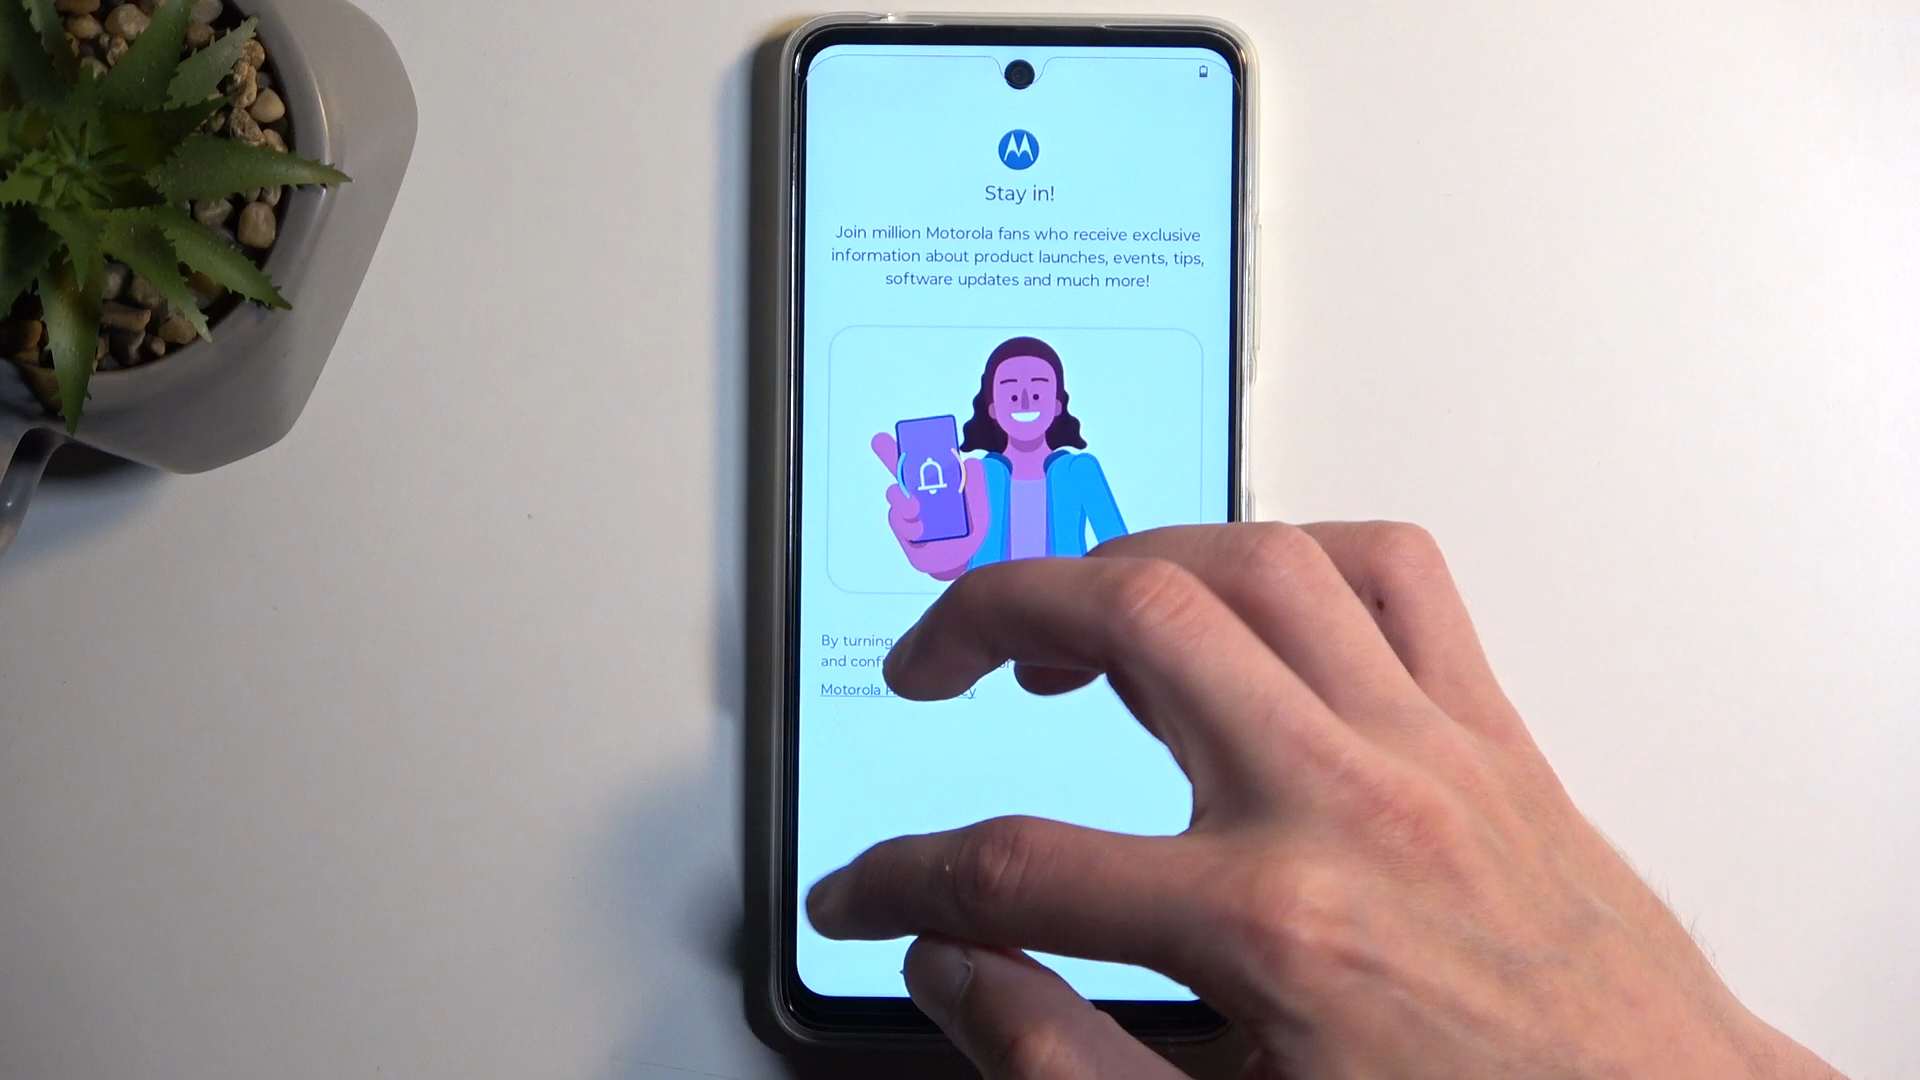 Stay in!
Join million Motorola fans who receive exclusive
information about product launches, events, tips,
software updates and much more!
By turning
and
Motorola